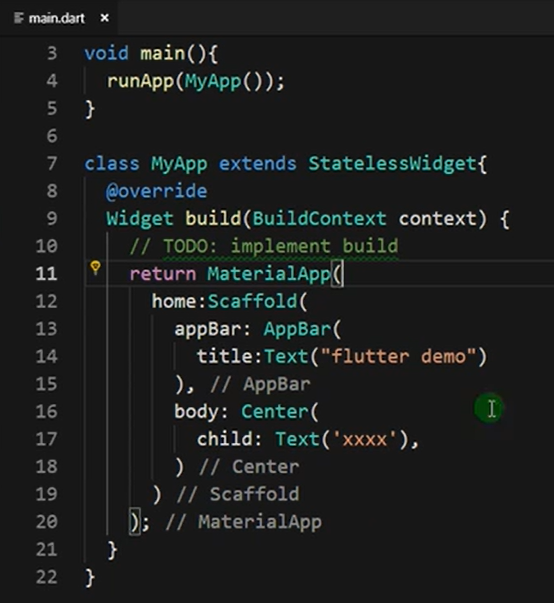 main.dart ×
3 void main(){
4   runApp(MyApp());
5 }
6
7 class MyApp extends StatelessWidget{
8   @override
9   Widget build(BuildContext context) {
10     // TODO: implement build
11     return MaterialApp(
12       home:Scaffold(
13         appBar: AppBar(
14           title:Text("flutter demo")
15         ), // AppBar
16         body: Center(
17           child: Text('xxxx'),
18         ) // Center
19       ) // Scaffold
20     ); // MaterialApp
21   }
22 }